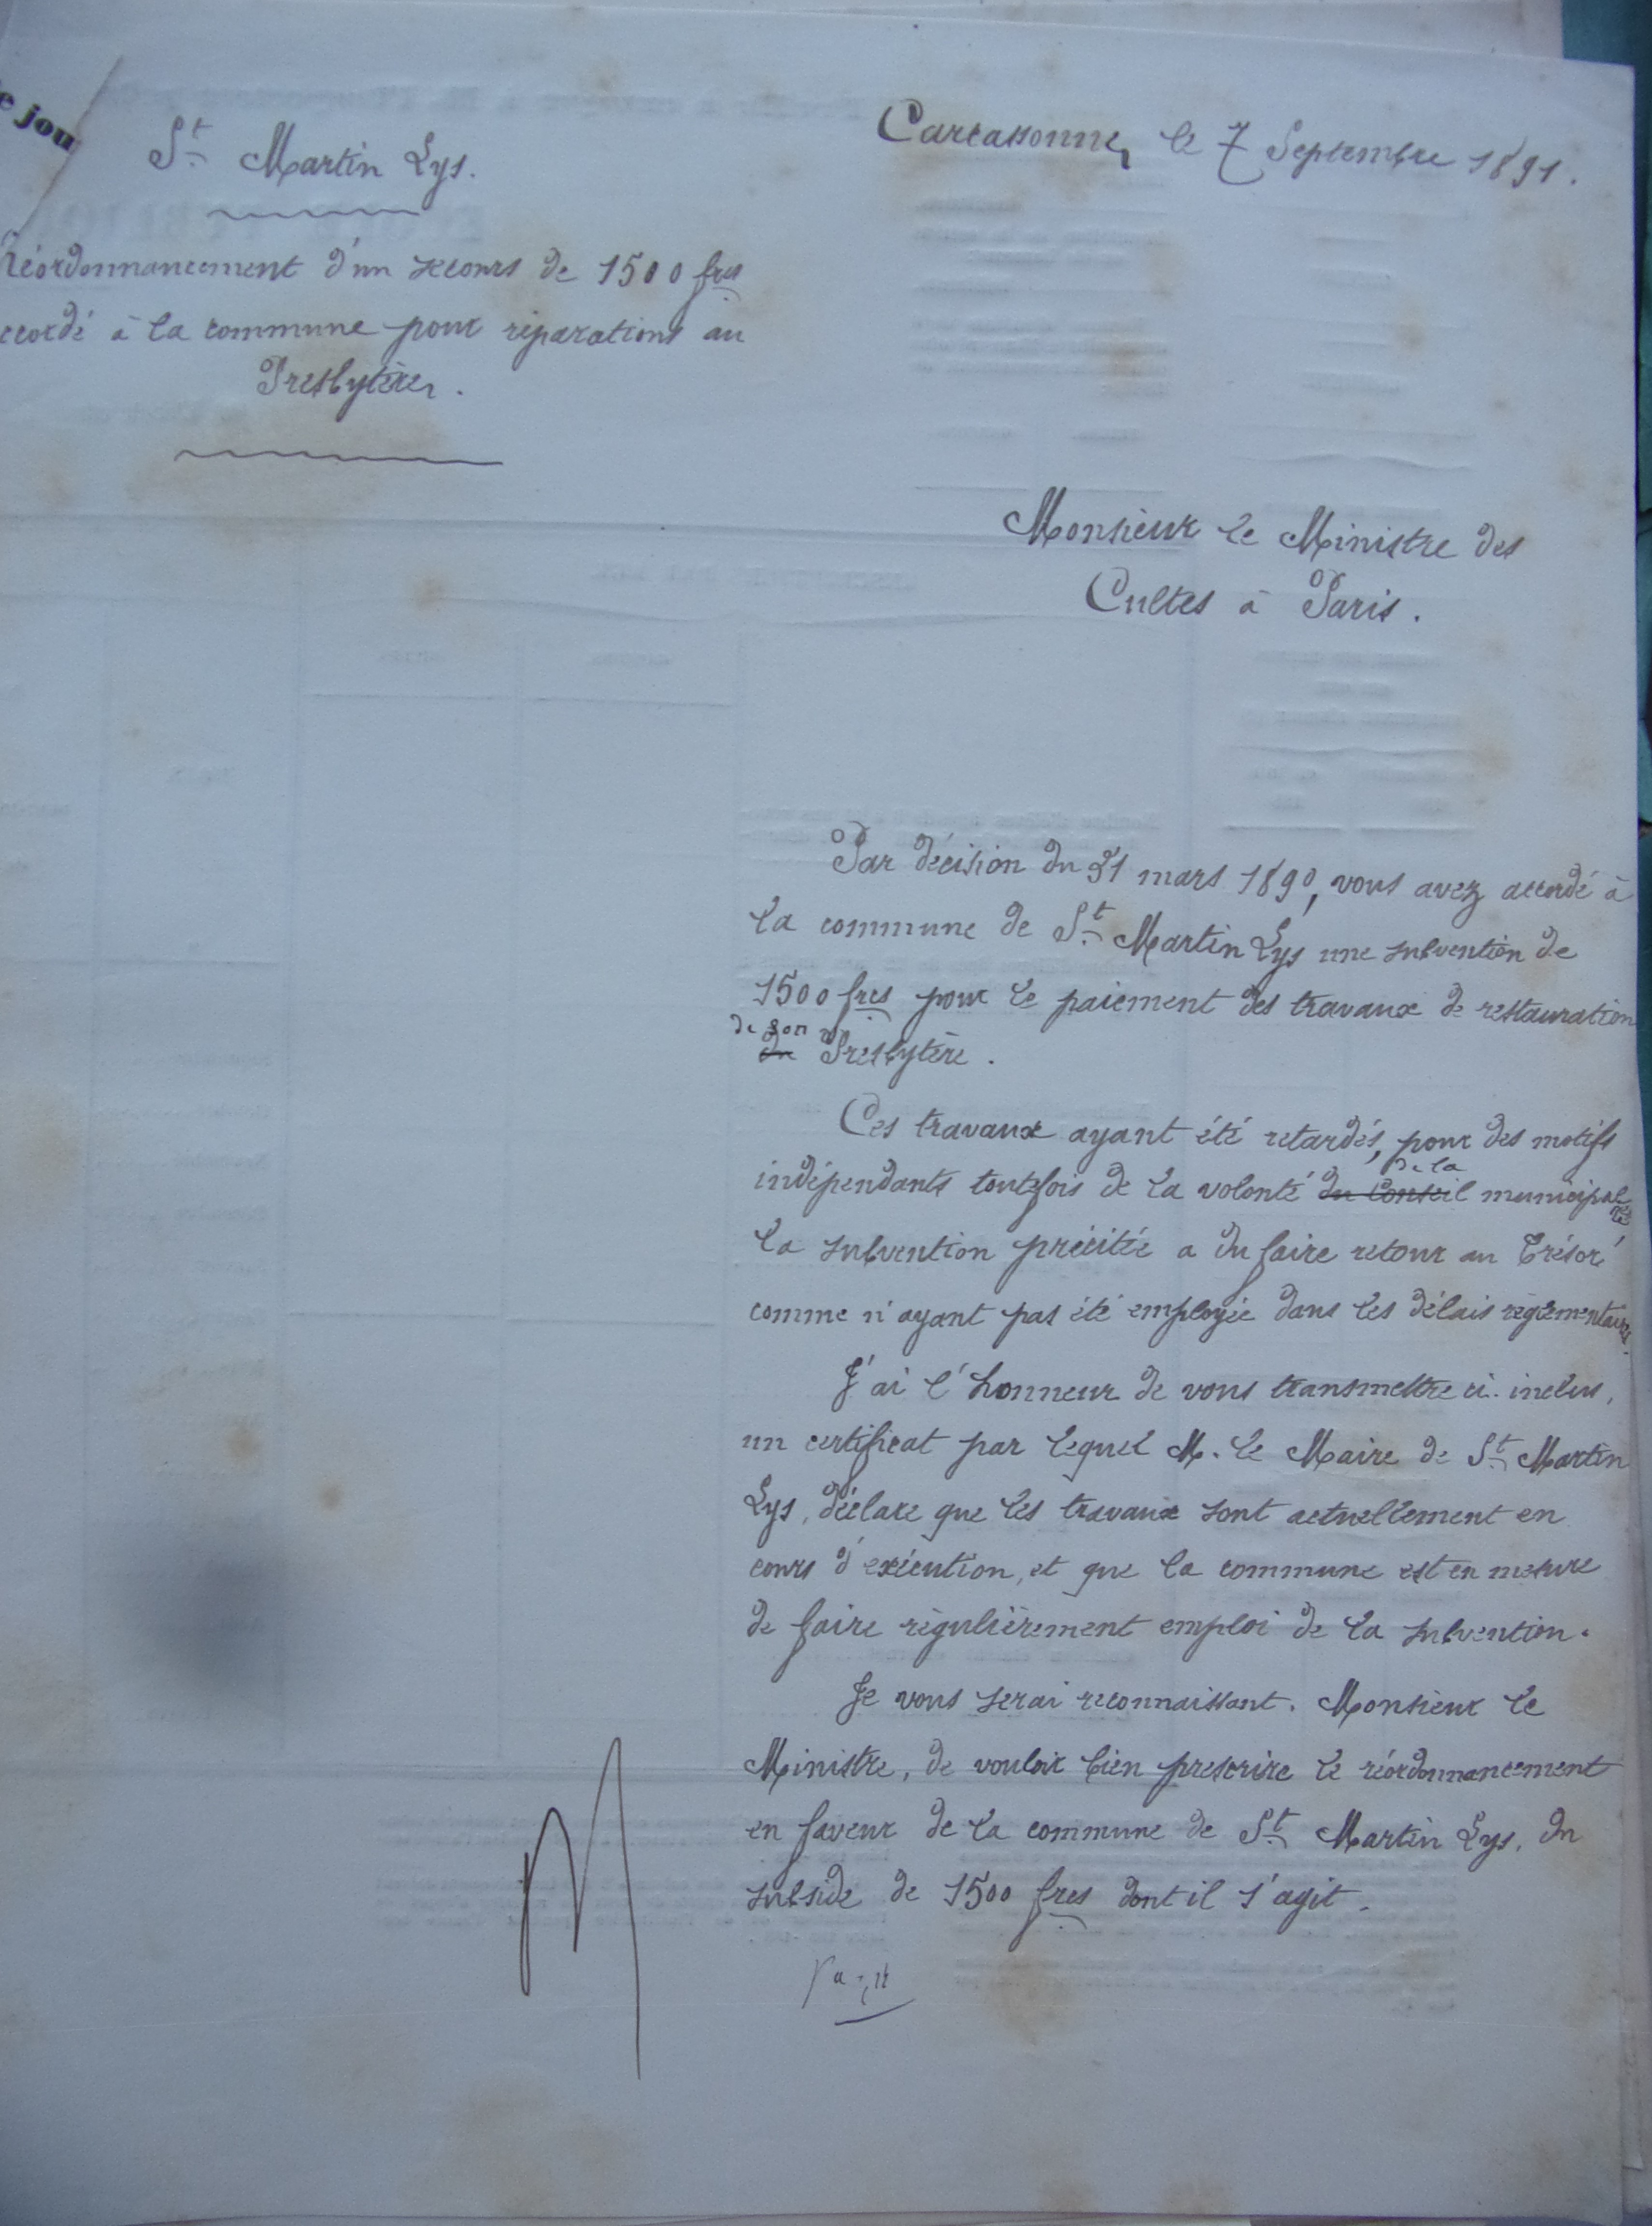 e jou
St Martin Lys.
Carcassonne, le 7 Septembre 1891.
Réordonnancement d'un secours de 1500 frcs
ccordé à la commune pour réparations au
Presbytère.
Monsieur le Ministre des
Cultes à Paris.
Par décision du 31 mars 1890, vous avez accordé à
la commune de St Martin Lys une subvention de
1500 frcs pour le paiement des travaux de restauration
de son
du Presbytère.
Ces travaux ayant été retardés, pour des motifs
de la
indépendants toutefois de la volonté du Conseil municipalité
la subvention précitée a du faire retour au Trésor
comme n'ayant pas été employée dans les délais règlementaires.
J'ai l'honneur de vous transmettre ci-inclus,
un certificat par lequel M. le Maire de St Martin
Lys, déclare que les travaux sont actuellement en
cours d'exécution, et que la commune est en mesure
de faire régulièrement emploi de la subvention.
Je vous serai reconnaissant, Monsieur le
Ministre, de vouloir bien prescrire le réordonnancement
en faveur de la commune de St Martin Lys, du
subside de 1500 frcs dont il s'agit.